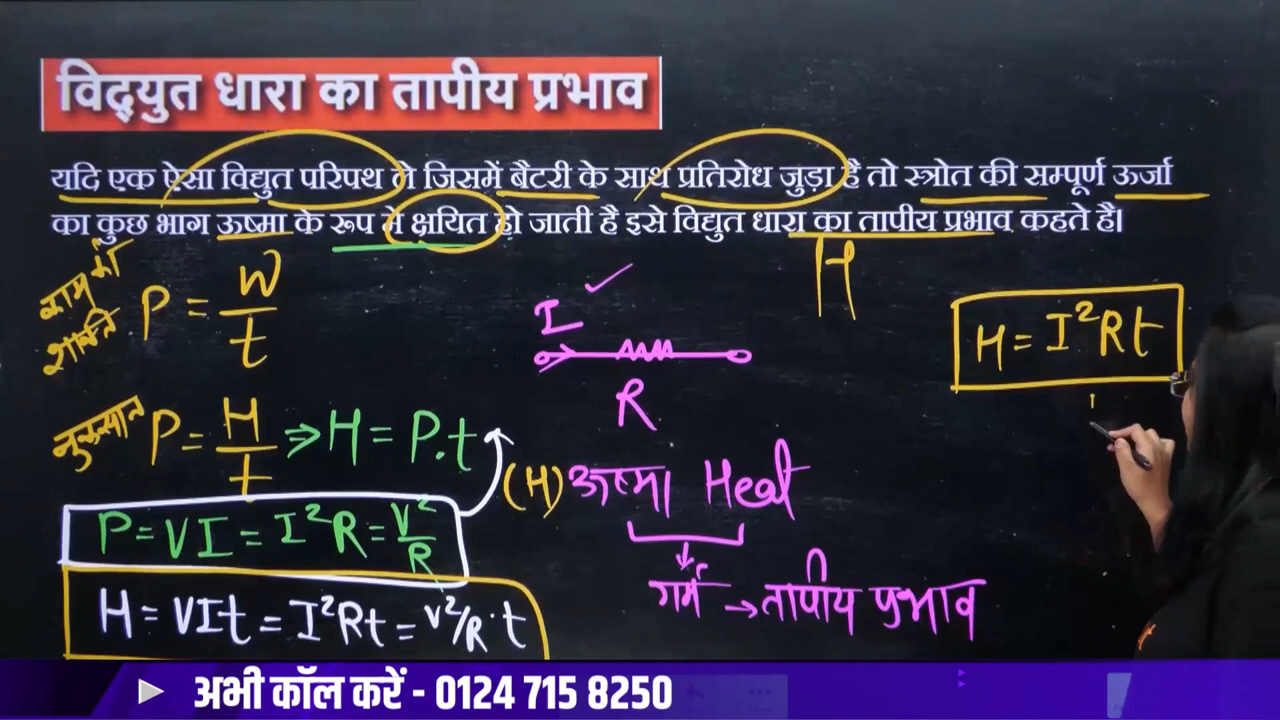 विद्युत धारा का तापीय प्रभाव
यदि एक ऐसा विद्युत परिपथ ले जिसमें बैटरी के साथ प्रतिरोध जुड़ा है तो स्त्रोत की सम्पूर्ण ऊर्जा
का कुछ भाग ऊष्मा के रूप में क्षयित हो जाती है इसे विद्युत धारा का तापीय प्रभाव कहते है।
H
काम की
शक्ति
P = W/t
I
R
H = I²Rt
नुकसान P = H/t ⇒ H = P.t
(H) ऊष्मा Heat
P = VI = I²R = V²/R
गर्म → तापीय प्रभाव
H = VIt = I²Rt = V²/R · t
अभी कॉल करें - 0124 715 8250